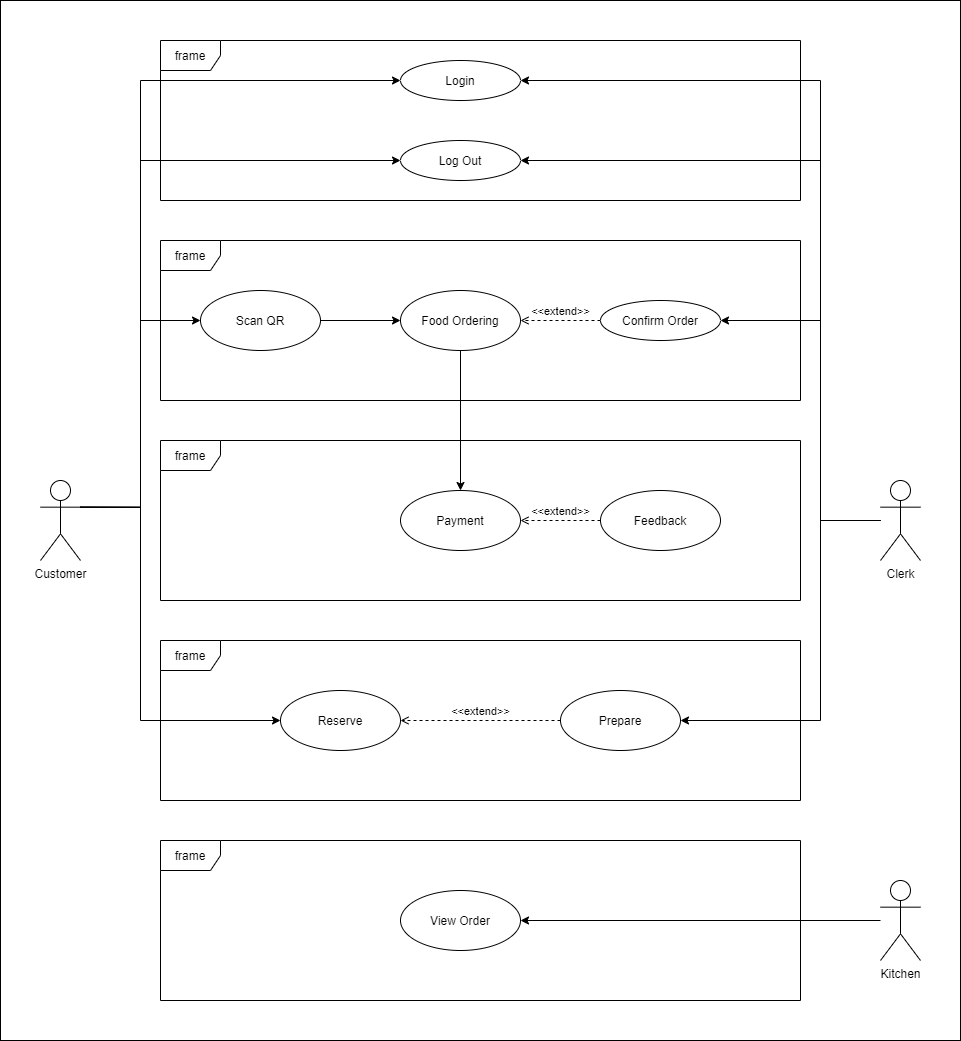 frame
Login
Log Out
frame
Scan QR
Food Ordering
<<extend>>
Confirm Order
frame
Payment
<<extend>>
Feedback
Customer
Clerk
frame
Reserve
<<extend>>
Prepare
frame
View Order
Kitchen